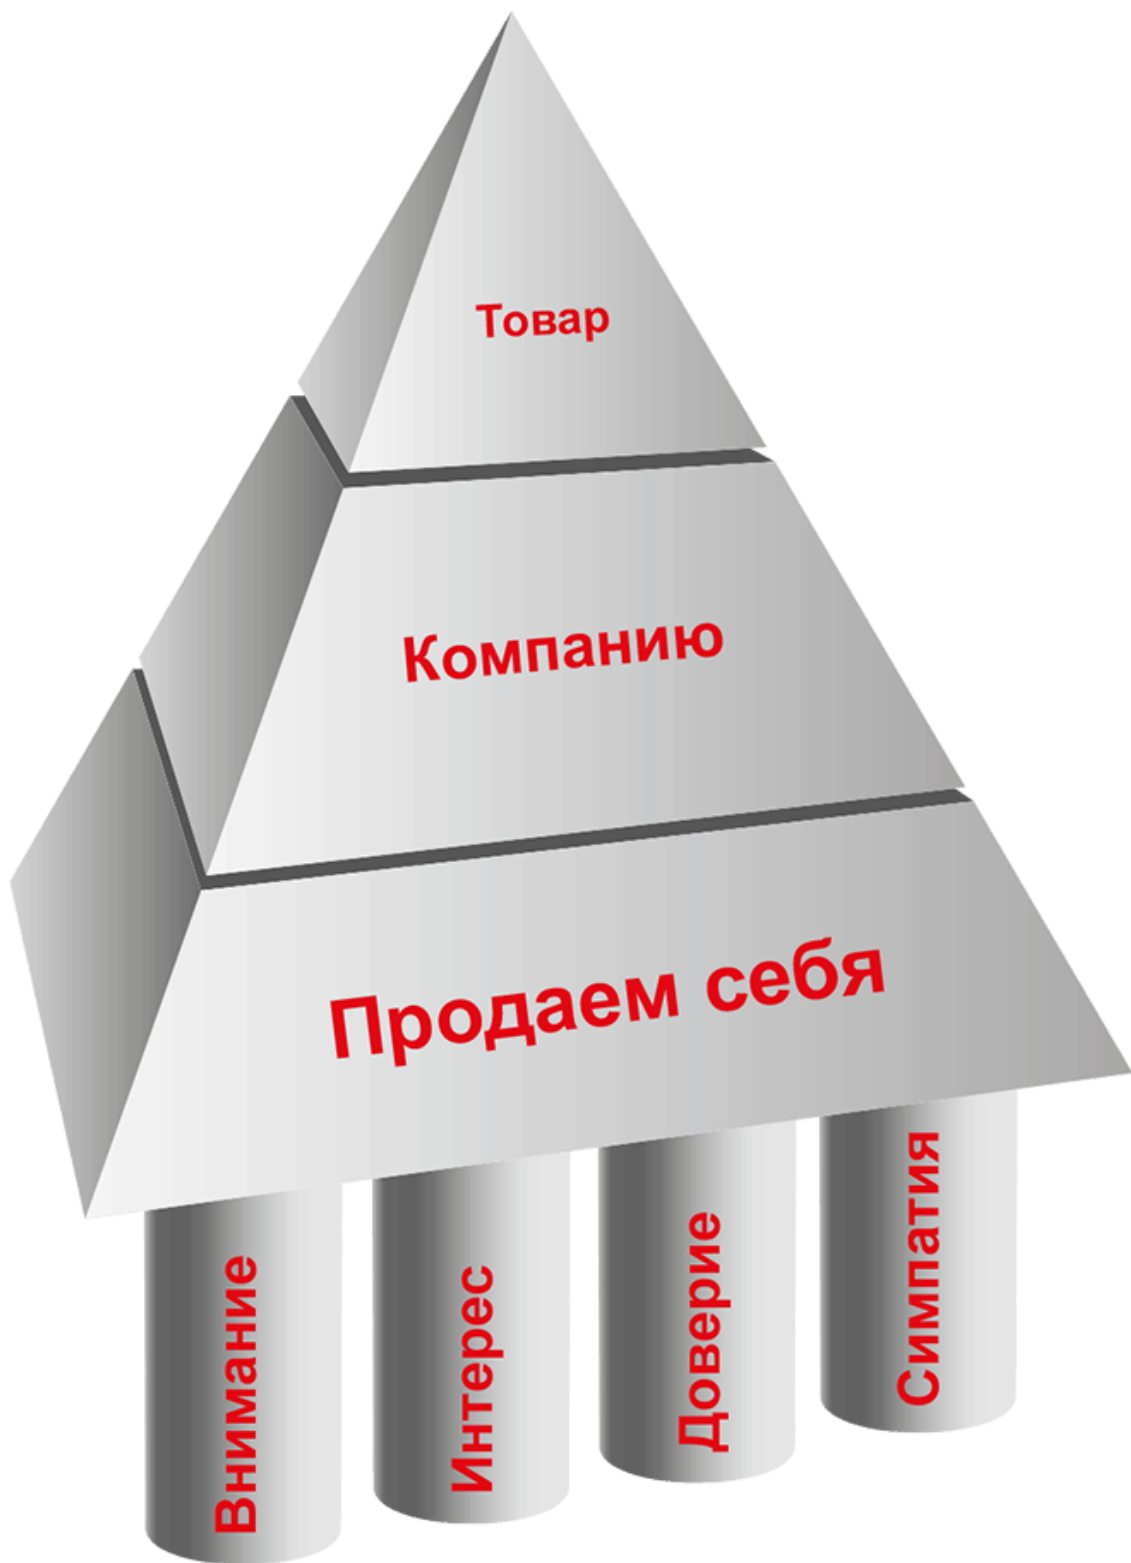 Товар
Компанию
Продаем себя
Внимание
Интерес
Доверие
Симпатия